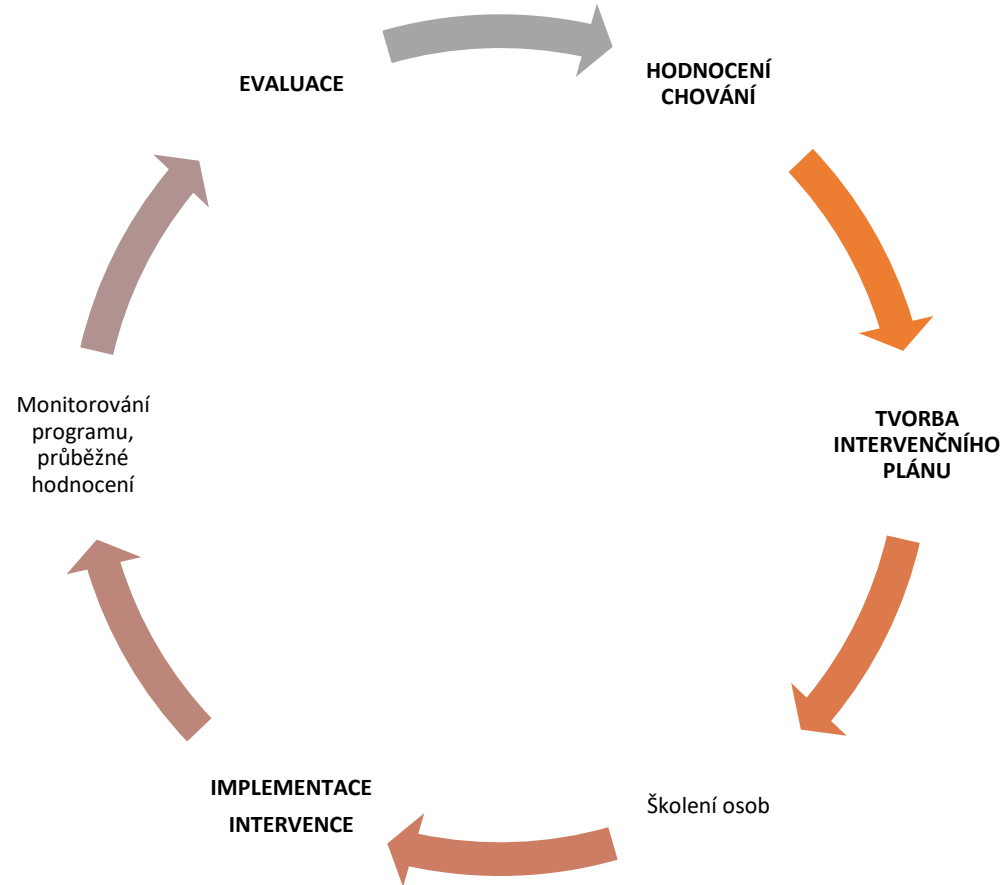 EVALUACE
HODNOCENÍ
CHOVÁNÍ
TVORBA
INTERVENČNÍHO
PLÁNU
Školení osob
IMPLEMENTACE
INTERVENCE
Monitorování
programu,
průběžné
hodnocení